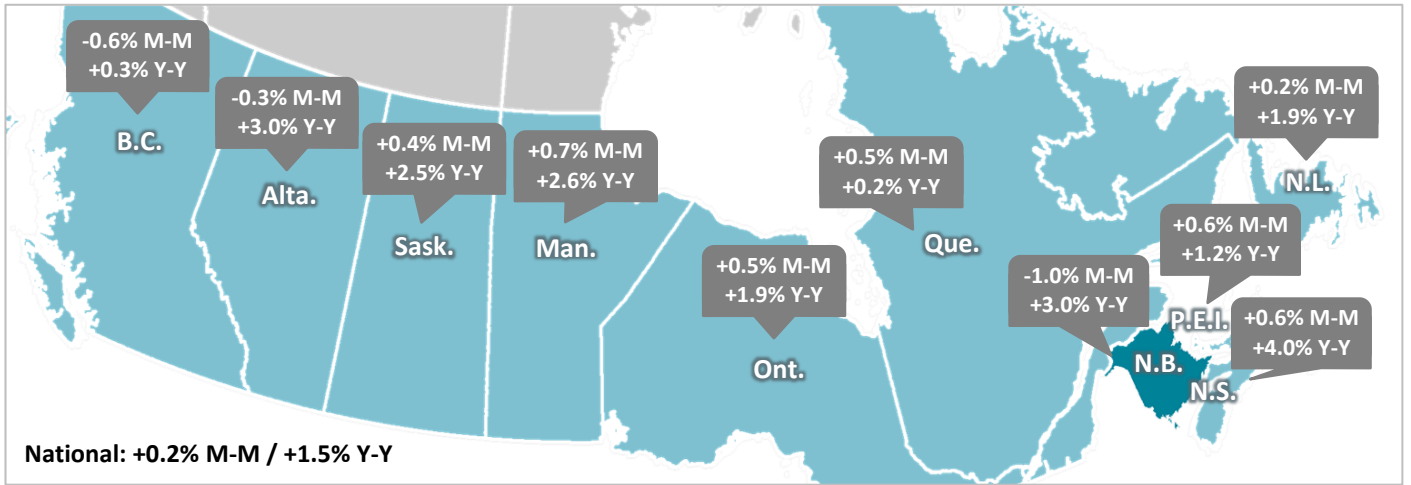 -0.6% M-M
+0.3% Y-Y
B.C.
-0.3% M-M
+3.0% Y-Y
Alta.
+0.4% M-M
+2.5% Y-Y
Sask.
+0.7% M-M
+2.6% Y-Y
Man.
+0.5% M-M
+1.9% Y-Y
Ont.
+0.5% M-M
+0.2% Y-Y
Que.
+0.2% M-M
+1.9% Y-Y
N.L.
+0.6% M-M
+1.2% Y-Y
P.E.I.
-1.0% M-M
+3.0% Y-Y
N.B.
+0.6% M-M
+4.0% Y-Y
N.S.
National: +0.2% M-M / +1.5% Y-Y